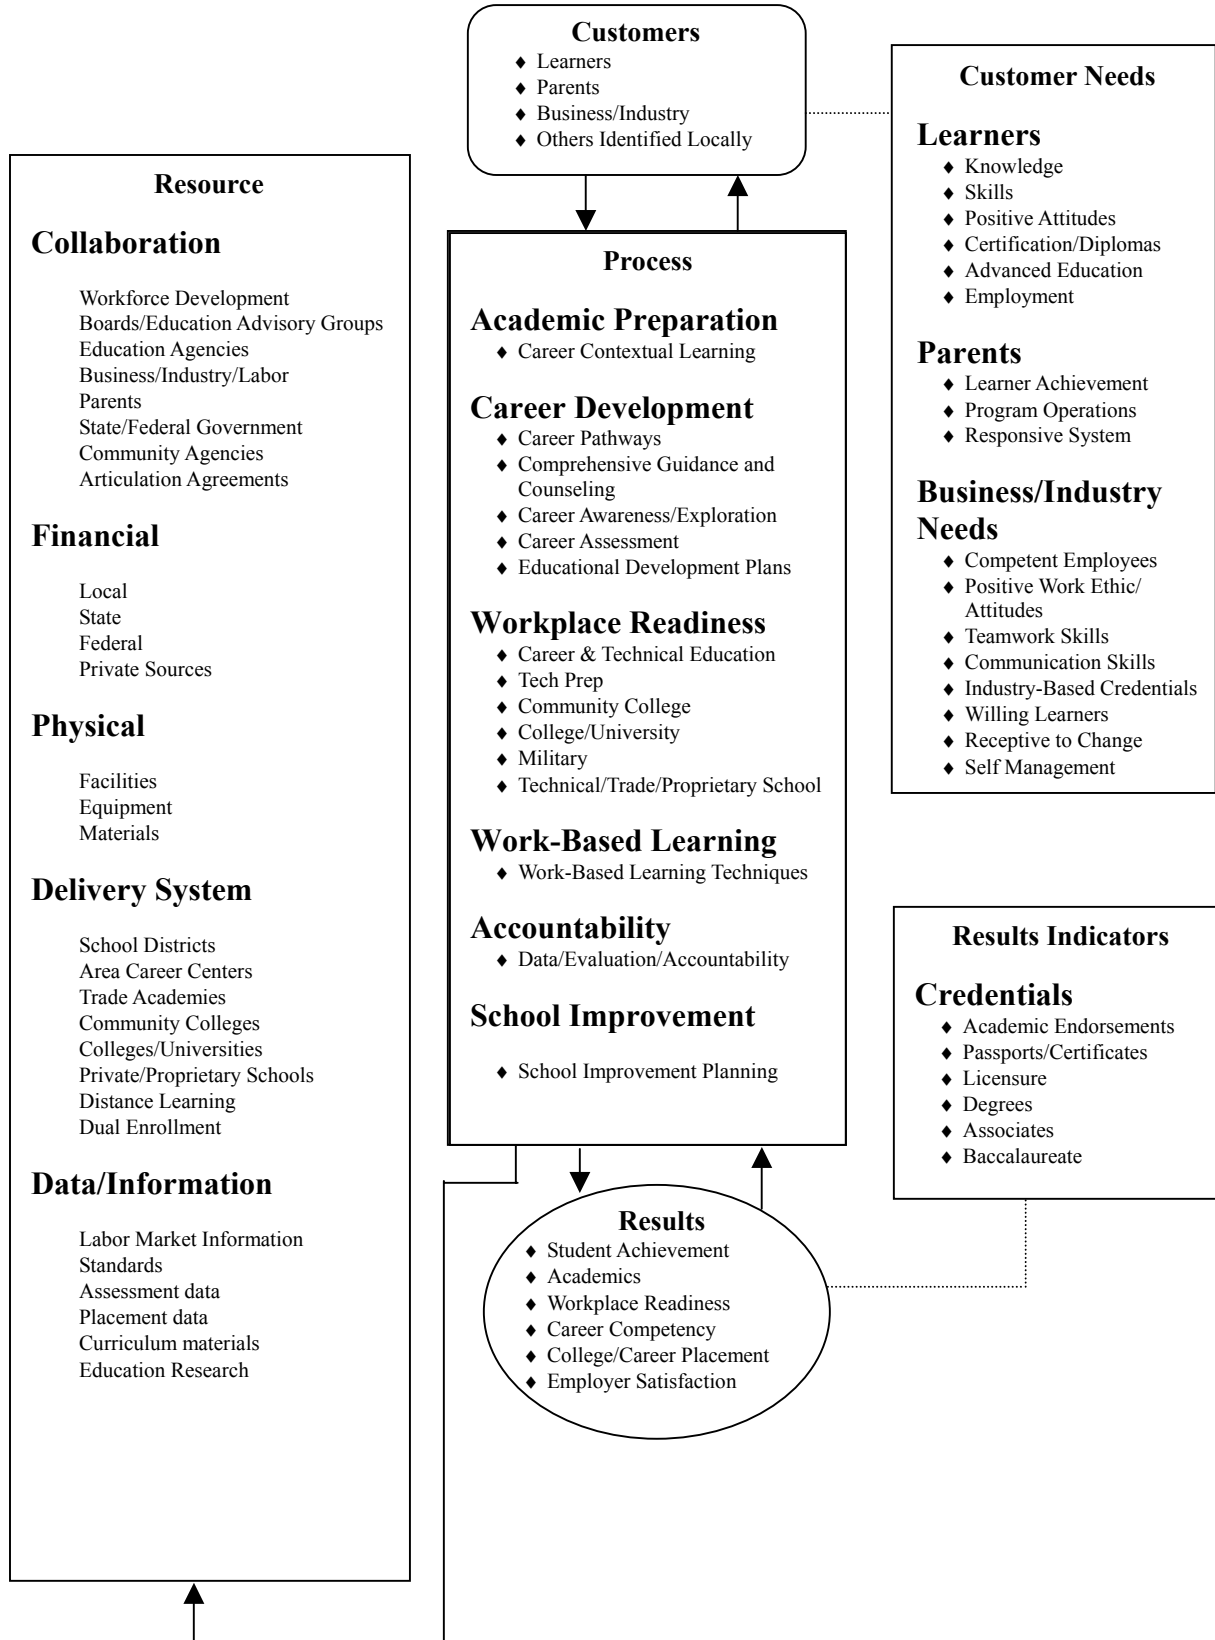 Customers
♦ Learners
♦ Parents
♦ Business/Industry
♦ Others Identified Locally
Customer Needs
Learners
♦ Knowledge
♦ Skills
♦ Positive Attitudes
♦ Certification/Diplomas
♦ Advanced Education
♦ Employment
Parents
♦ Learner Achievement
♦ Program Operations
♦ Responsive System
Business/Industry
Needs
♦ Competent Employees
♦ Positive Work Ethic/
Attitudes
♦ Teamwork Skills
♦ Communication Skills
♦ Industry-Based Credentials
♦ Willing Learners
♦ Receptive to Change
♦ Self Management
Resource
Collaboration
Workforce Development
Boards/Education Advisory Groups
Education Agencies
Business/Industry/Labor
Parents
State/Federal Government
Community Agencies
Articulation Agreements
Financial
Local
State
Federal
Private Sources
Physical
Facilities
Equipment
Materials
Delivery System
School Districts
Area Career Centers
Trade Academies
Community Colleges
Colleges/Universities
Private/Proprietary Schools
Distance Learning
Dual Enrollment
Data/Information
Labor Market Information
Standards
Assessment data
Placement data
Curriculum materials
Education Research
Process
Academic Preparation
♦ Career Contextual Learning
Career Development
♦ Career Pathways
♦ Comprehensive Guidance and
Counseling
♦ Career Awareness/Exploration
♦ Career Assessment
♦ Educational Development Plans
Workplace Readiness
♦ Career & Technical Education
♦ Tech Prep
♦ Community College
♦ College/University
♦ Military
♦ Technical/Trade/Proprietary School
Work-Based Learning
♦ Work-Based Learning Techniques
Accountability
♦ Data/Evaluation/Accountability
School Improvement
♦ School Improvement Planning
Results Indicators
Credentials
♦ Academic Endorsements
♦ Passports/Certificates
♦ Licensure
♦ Degrees
♦ Associates
♦ Baccalaureate
Results
♦ Student Achievement
♦ Academics
♦ Workplace Readiness
♦ Career Competency
♦ College/Career Placement
♦ Employer Satisfaction